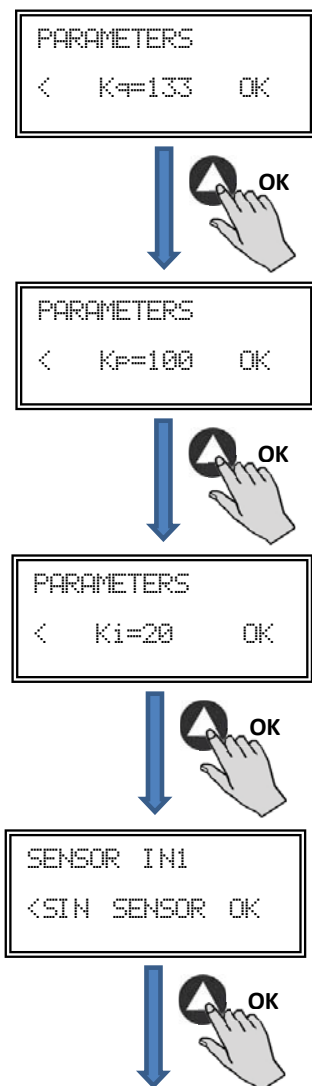 PARAMETERS
< Kq=133 OK
OK
PARAMETERS
< Kp=100 OK
OK
PARAMETERS
< Ki=20 OK
OK
SENSOR IN1
<SIN SENSOR OK
OK